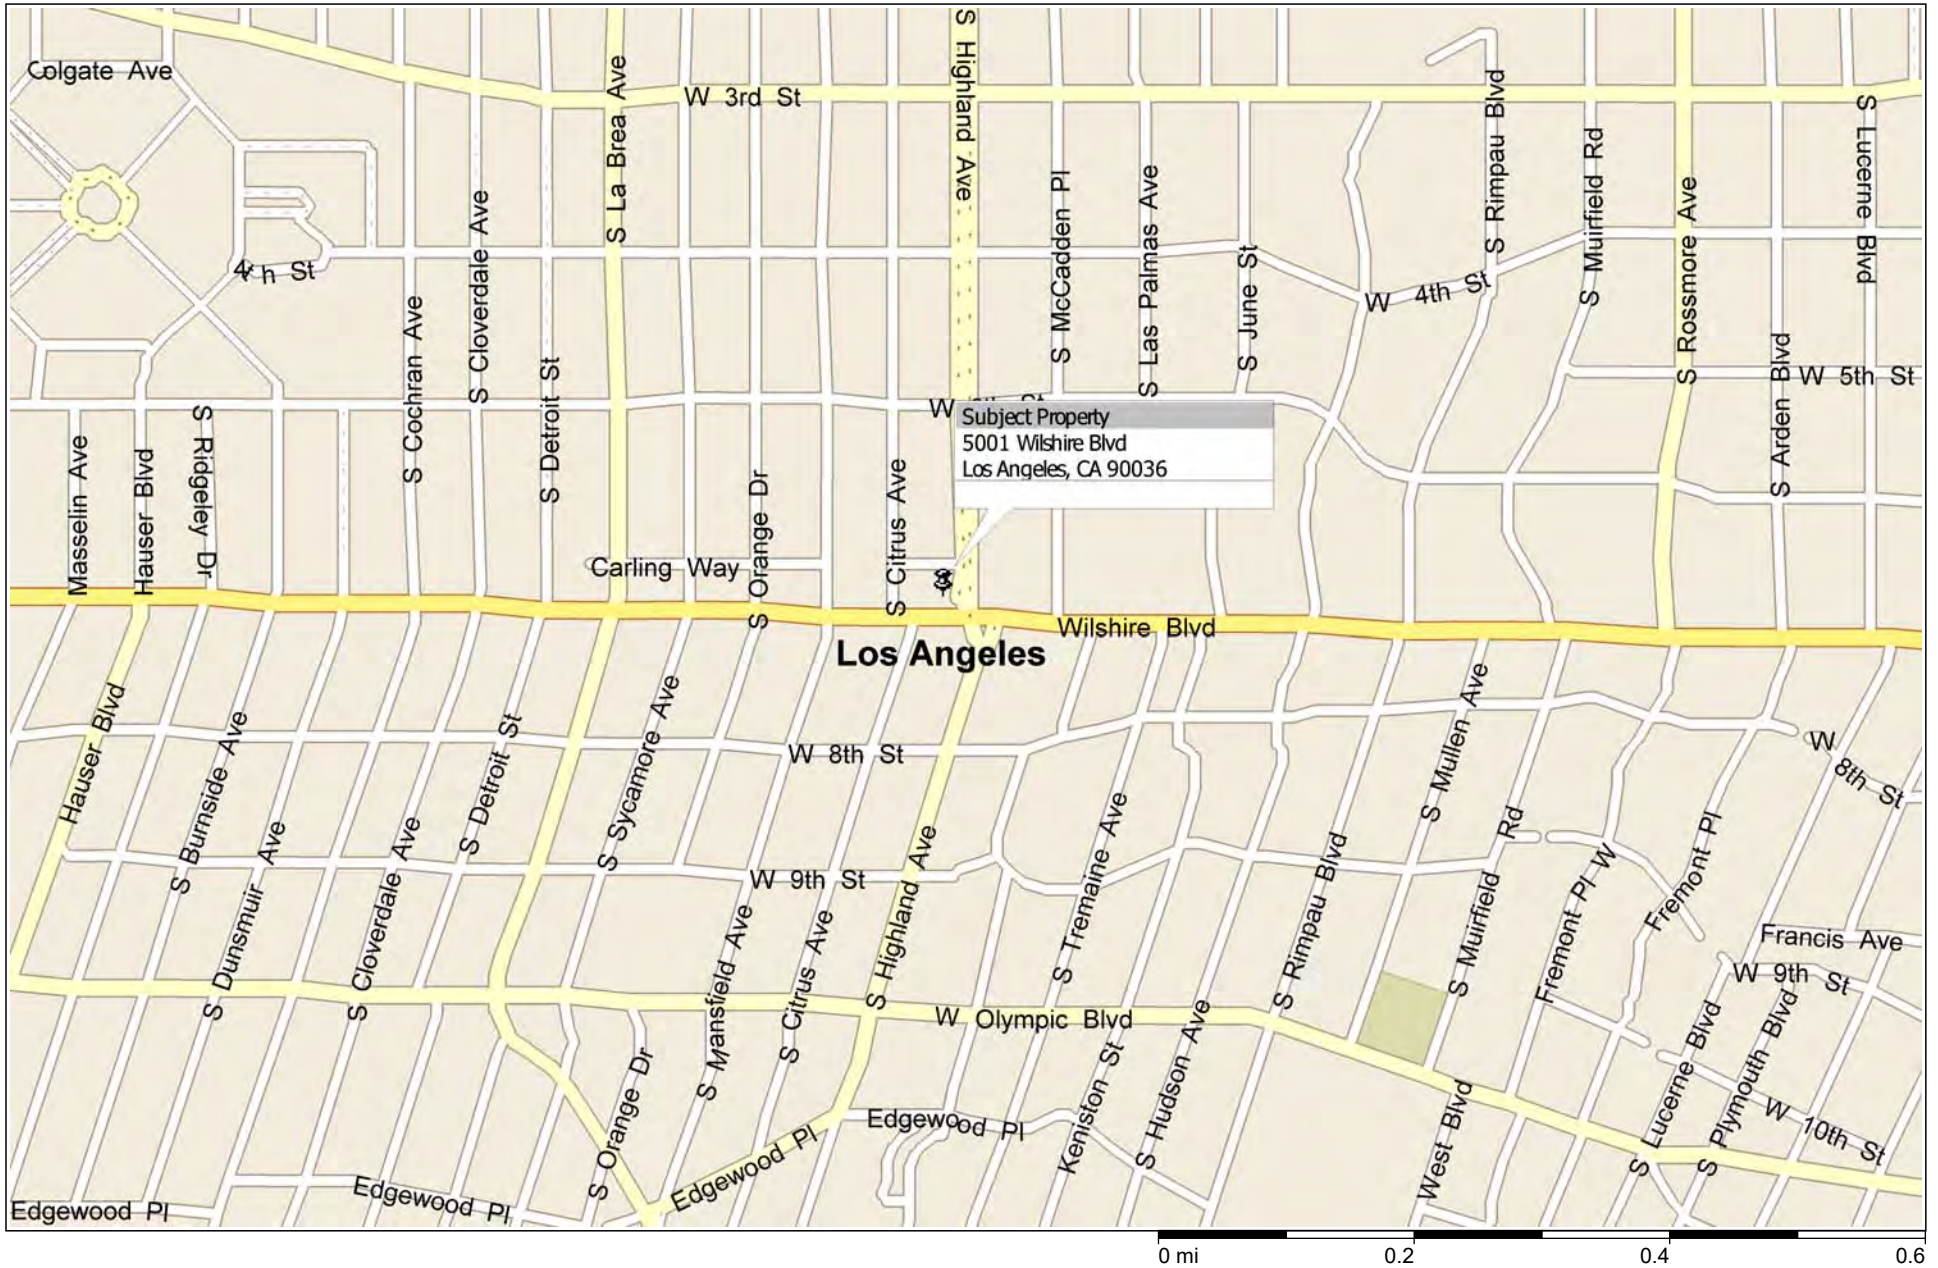 S Highland Ave
Colgate Ave
W 3rd St
S La Brea Ave
S Rimpau Blvd
S Muirfield Rd
S Lucerne Blvd
S McCadden Pl
S Las Palmas Ave
S Rossmore Ave
S Cloverdale Ave
S June St
4th St
W 4th St
S Cochran Ave
S Detroit St
S Arden Blvd
W 5th St
S Ridgeley Dr
W
St
Subject Property
5001 Wilshire Blvd
Los Angeles, CA 90036
Masselin Ave
Hauser Blvd
S Orange Dr
S Citrus Ave
Carling Way
Wilshire Blvd
Los Angeles
Hauser Blvd
S Burnside Ave
S Detroit St
S Sycamore Ave
W 8th St
S Mullen Ave
W 8th St
S Dunsmuir Ave
S Cloverdale Ave
W 9th St
S Highland Ave
S Tremaine Ave
S Rimpau Blvd
S Muirfield Rd
Fremont Pl W
Fremont Pl
Francis Ave
W 9th St
S Mansfield Ave
S Citrus Ave
W Olympic Blvd
S Orange Dr
Keniston St
S Hudson Ave
West Blvd
S Lucerne Blvd
S Plymouth Blvd
W 10th St
Edgewood Pl
Edgewood Pl
Edgewood Pl
Edgewood Pl
0 mi
0.2
0.4
0.6